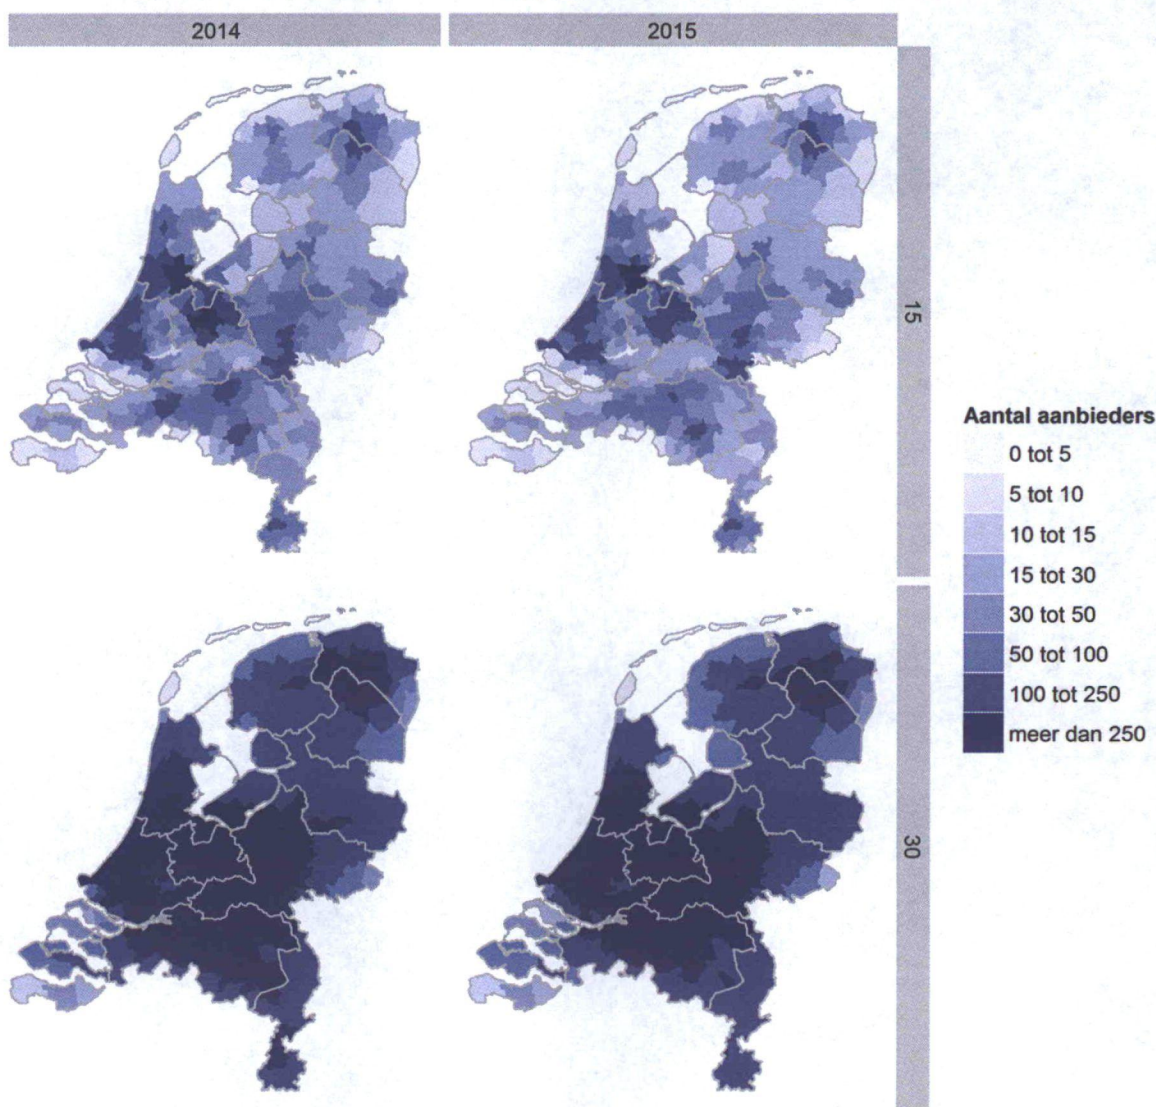 2014
2015
15
30
Aantal aanbieders
0 tot 5
5 tot 10
10 tot 15
15 tot 30
30 tot 50
50 tot 100
100 tot 250
meer dan 250